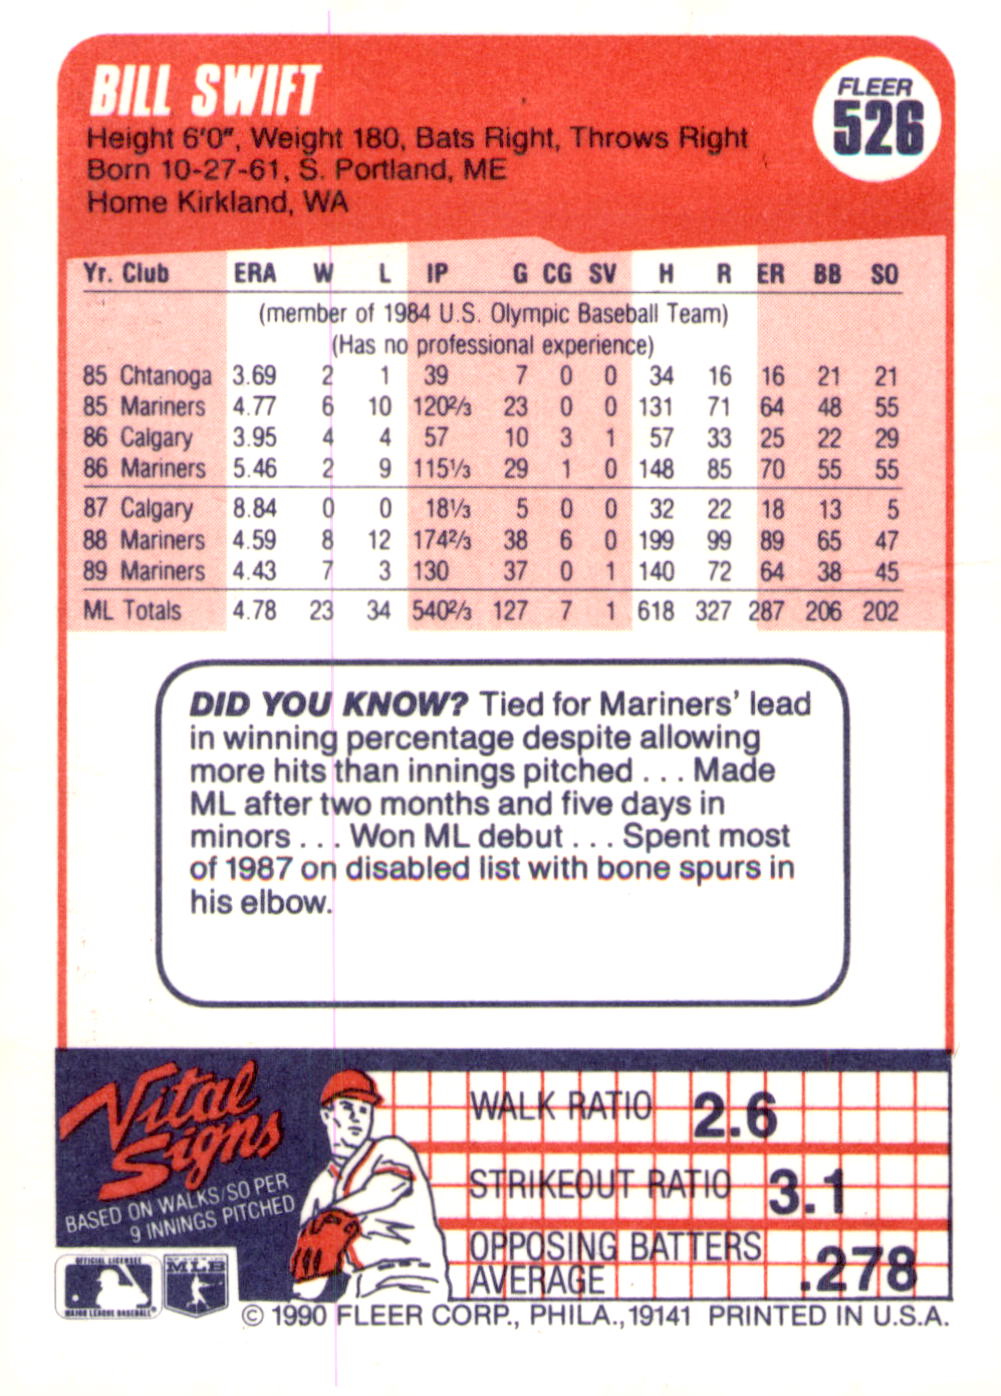 BILL SWIFT
FLEER
526
Height 6'0", Weight 180, Bats Right, Throws Right
Born 10-27-61, S. Portland, ME
Home Kirkland, WA
Yr. Club ERA W L IP G CG SV H R ER BB SO
(member of 1984 U.S. Olympic Baseball Team)
(Has no professional experience)
85 Chtanoga 3.69 2 1 39 7 0 0 34 16 16 21 21
85 Mariners 4.77 6 10 120⅔ 23 0 0 131 71 64 48 55
86 Calgary 3.95 4 4 57 10 3 1 57 33 25 22 29
86 Mariners 5.46 2 9 115⅓ 29 1 0 148 85 70 55 55
87 Calgary 8.84 0 0 18⅓ 5 0 0 32 22 18 13 5
88 Mariners 4.59 8 12 174⅔ 38 6 0 199 99 89 65 47
89 Mariners 4.43 7 3 130 37 0 1 140 72 64 38 45
ML Totals 4.78 23 34 540⅔ 127 7 1 618 327 287 206 202
DID YOU KNOW? Tied for Mariners' lead
in winning percentage despite allowing
more hits than innings pitched . . . Made
ML after two months and five days in
minors . . . Won ML debut . . . Spent most
of 1987 on disabled list with bone spurs in
his elbow.
Vital
Signs
BASED ON WALKS/SO PER
9 INNINGS PITCHED
WALK RATIO 2.6
STRIKEOUT RATIO 3.1
OPPOSING BATTERS
AVERAGE .278
OFFICIAL LICENSEE
MAJOR LEAGUE BASEBALL
MLB
© 1990 FLEER CORP., PHILA., 19141 PRINTED IN U.S.A.